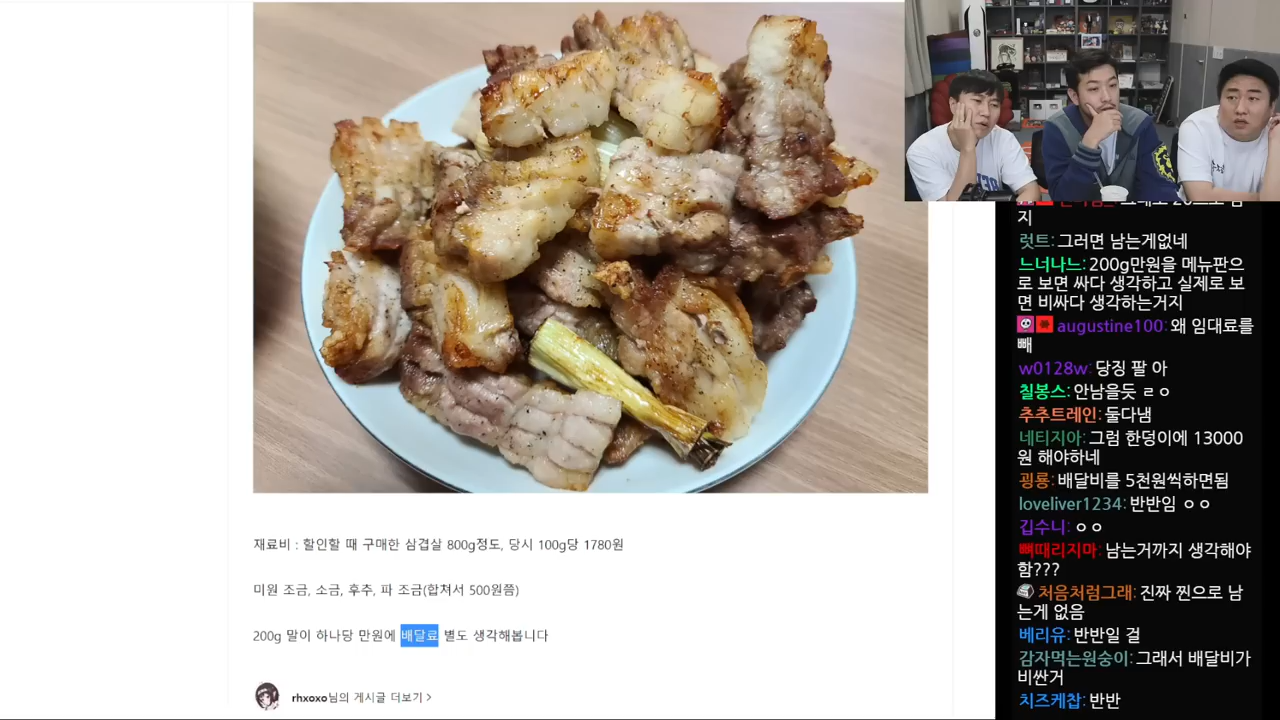 재료비 : 할인할 때 구매한 삼겹살 800g정도, 당시 100g당 1780원
미원 조금, 소금, 후추, 파 조금(합쳐서 500원쯤)
200g 말이 하나당 만원에 배달료 별도 생각해봅니다
rhxoxo님의 게시글 더보기 >
지
럿트: 그러면 남는게없네
느너나느: 200g만원을 메뉴판으
로 보면 싸다 생각하고 실제로 보
면 비싸다 생각하는거지
augustine100: 왜 임대료를
빼
w0128w: 당징 팔 아
칠봉스: 안남을듯 ㄹㅇ
추추트레인: 둘다냄
네티지아: 그럼 한덩이에 13000
원 해야하네
굉룡: 배달비를 5천원씩하면됨
loveliver1234: 반반임 ㅇㅇ
깁수니: ㅇㅇ
뼈때리지마: 남는거까지 생각해야
함???
처음처럼그래: 진짜 찐으로 남
는게 없음
베리유: 반반일 걸
감자먹는원숭이: 그래서 배달비가
비싼거
치즈케찹: 반반